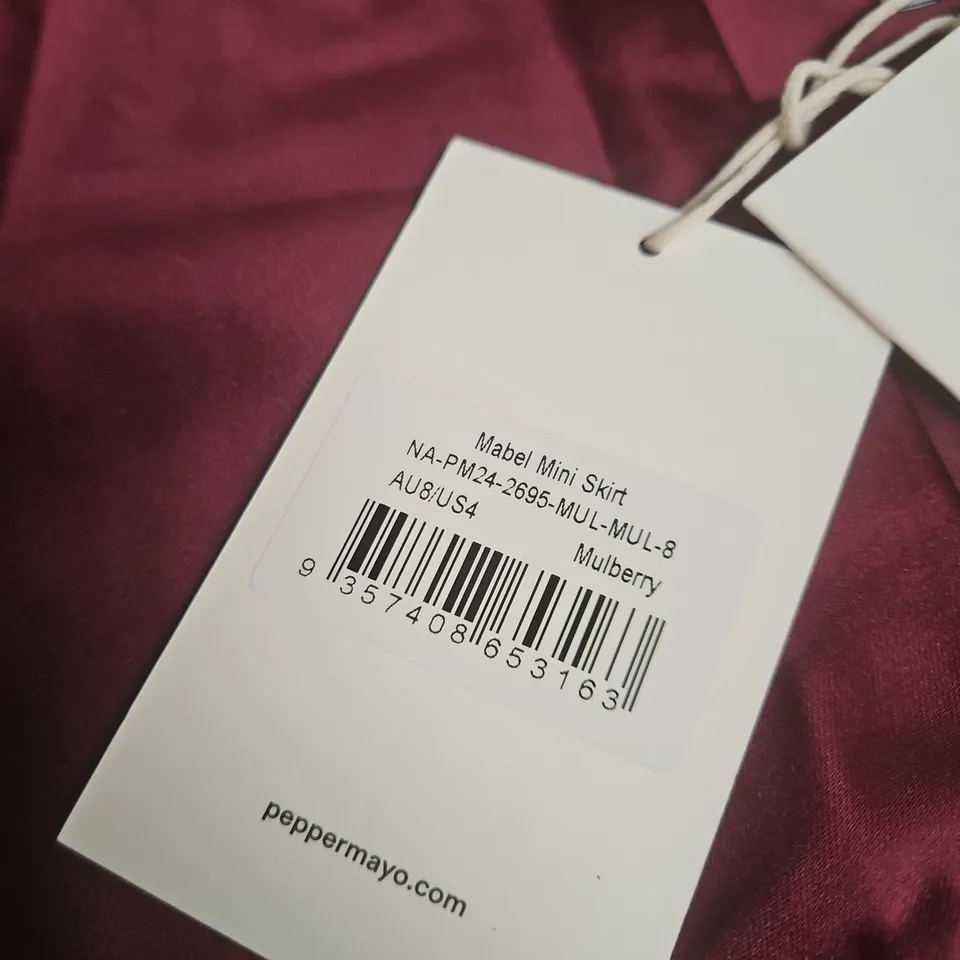 Mabel Mini Skirt
NA-PM24-2695-MUL-MUL-8
AU8/US4
Mulberry
9 357408 653163
peppermayo.com